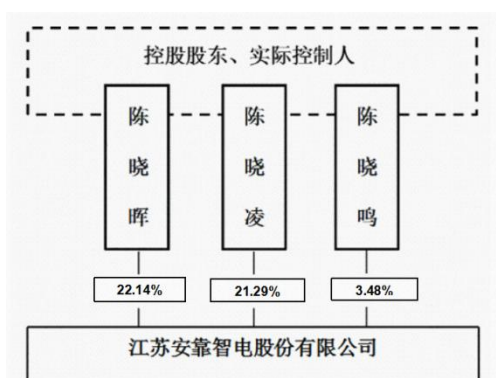 控股股东、实际控制人
陈晓晖
陈晓凌
陈晓鸣
22.14%
21.29%
3.48%
江苏安靠智电股份有限公司